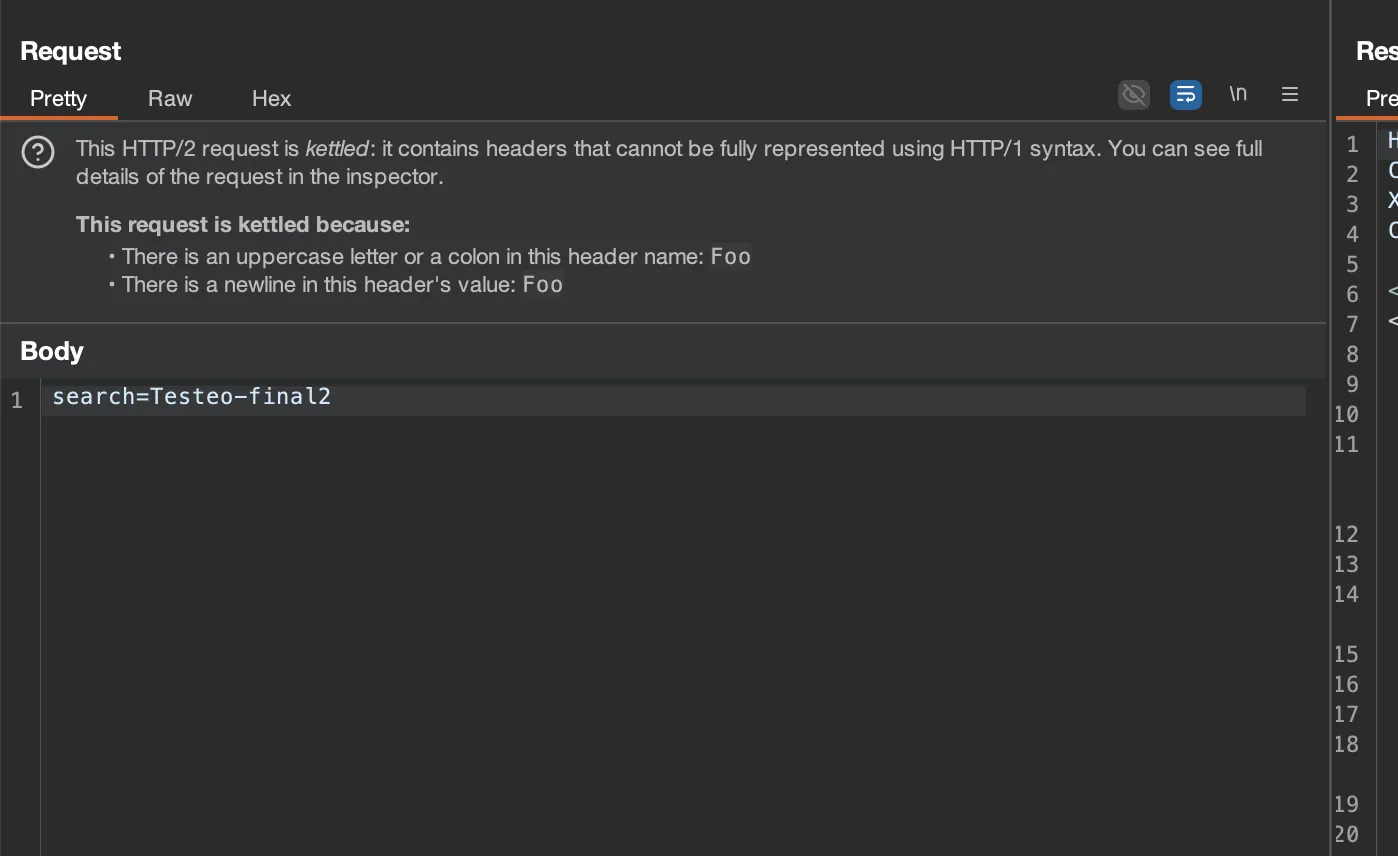 Request
Pretty Raw Hex \n
This HTTP/2 request is kettled: it contains headers that cannot be fully represented using HTTP/1 syntax. You can see full
details of the request in the inspector.
This request is kettled because:
• There is an uppercase letter or a colon in this header name: Foo
• There is a newline in this header's value: Foo
Body
1 search=Testeo-final2
1
2
3
4
5
6 <
7 <
8
9
10
11
12
13
14
15
16
17
18
19
20